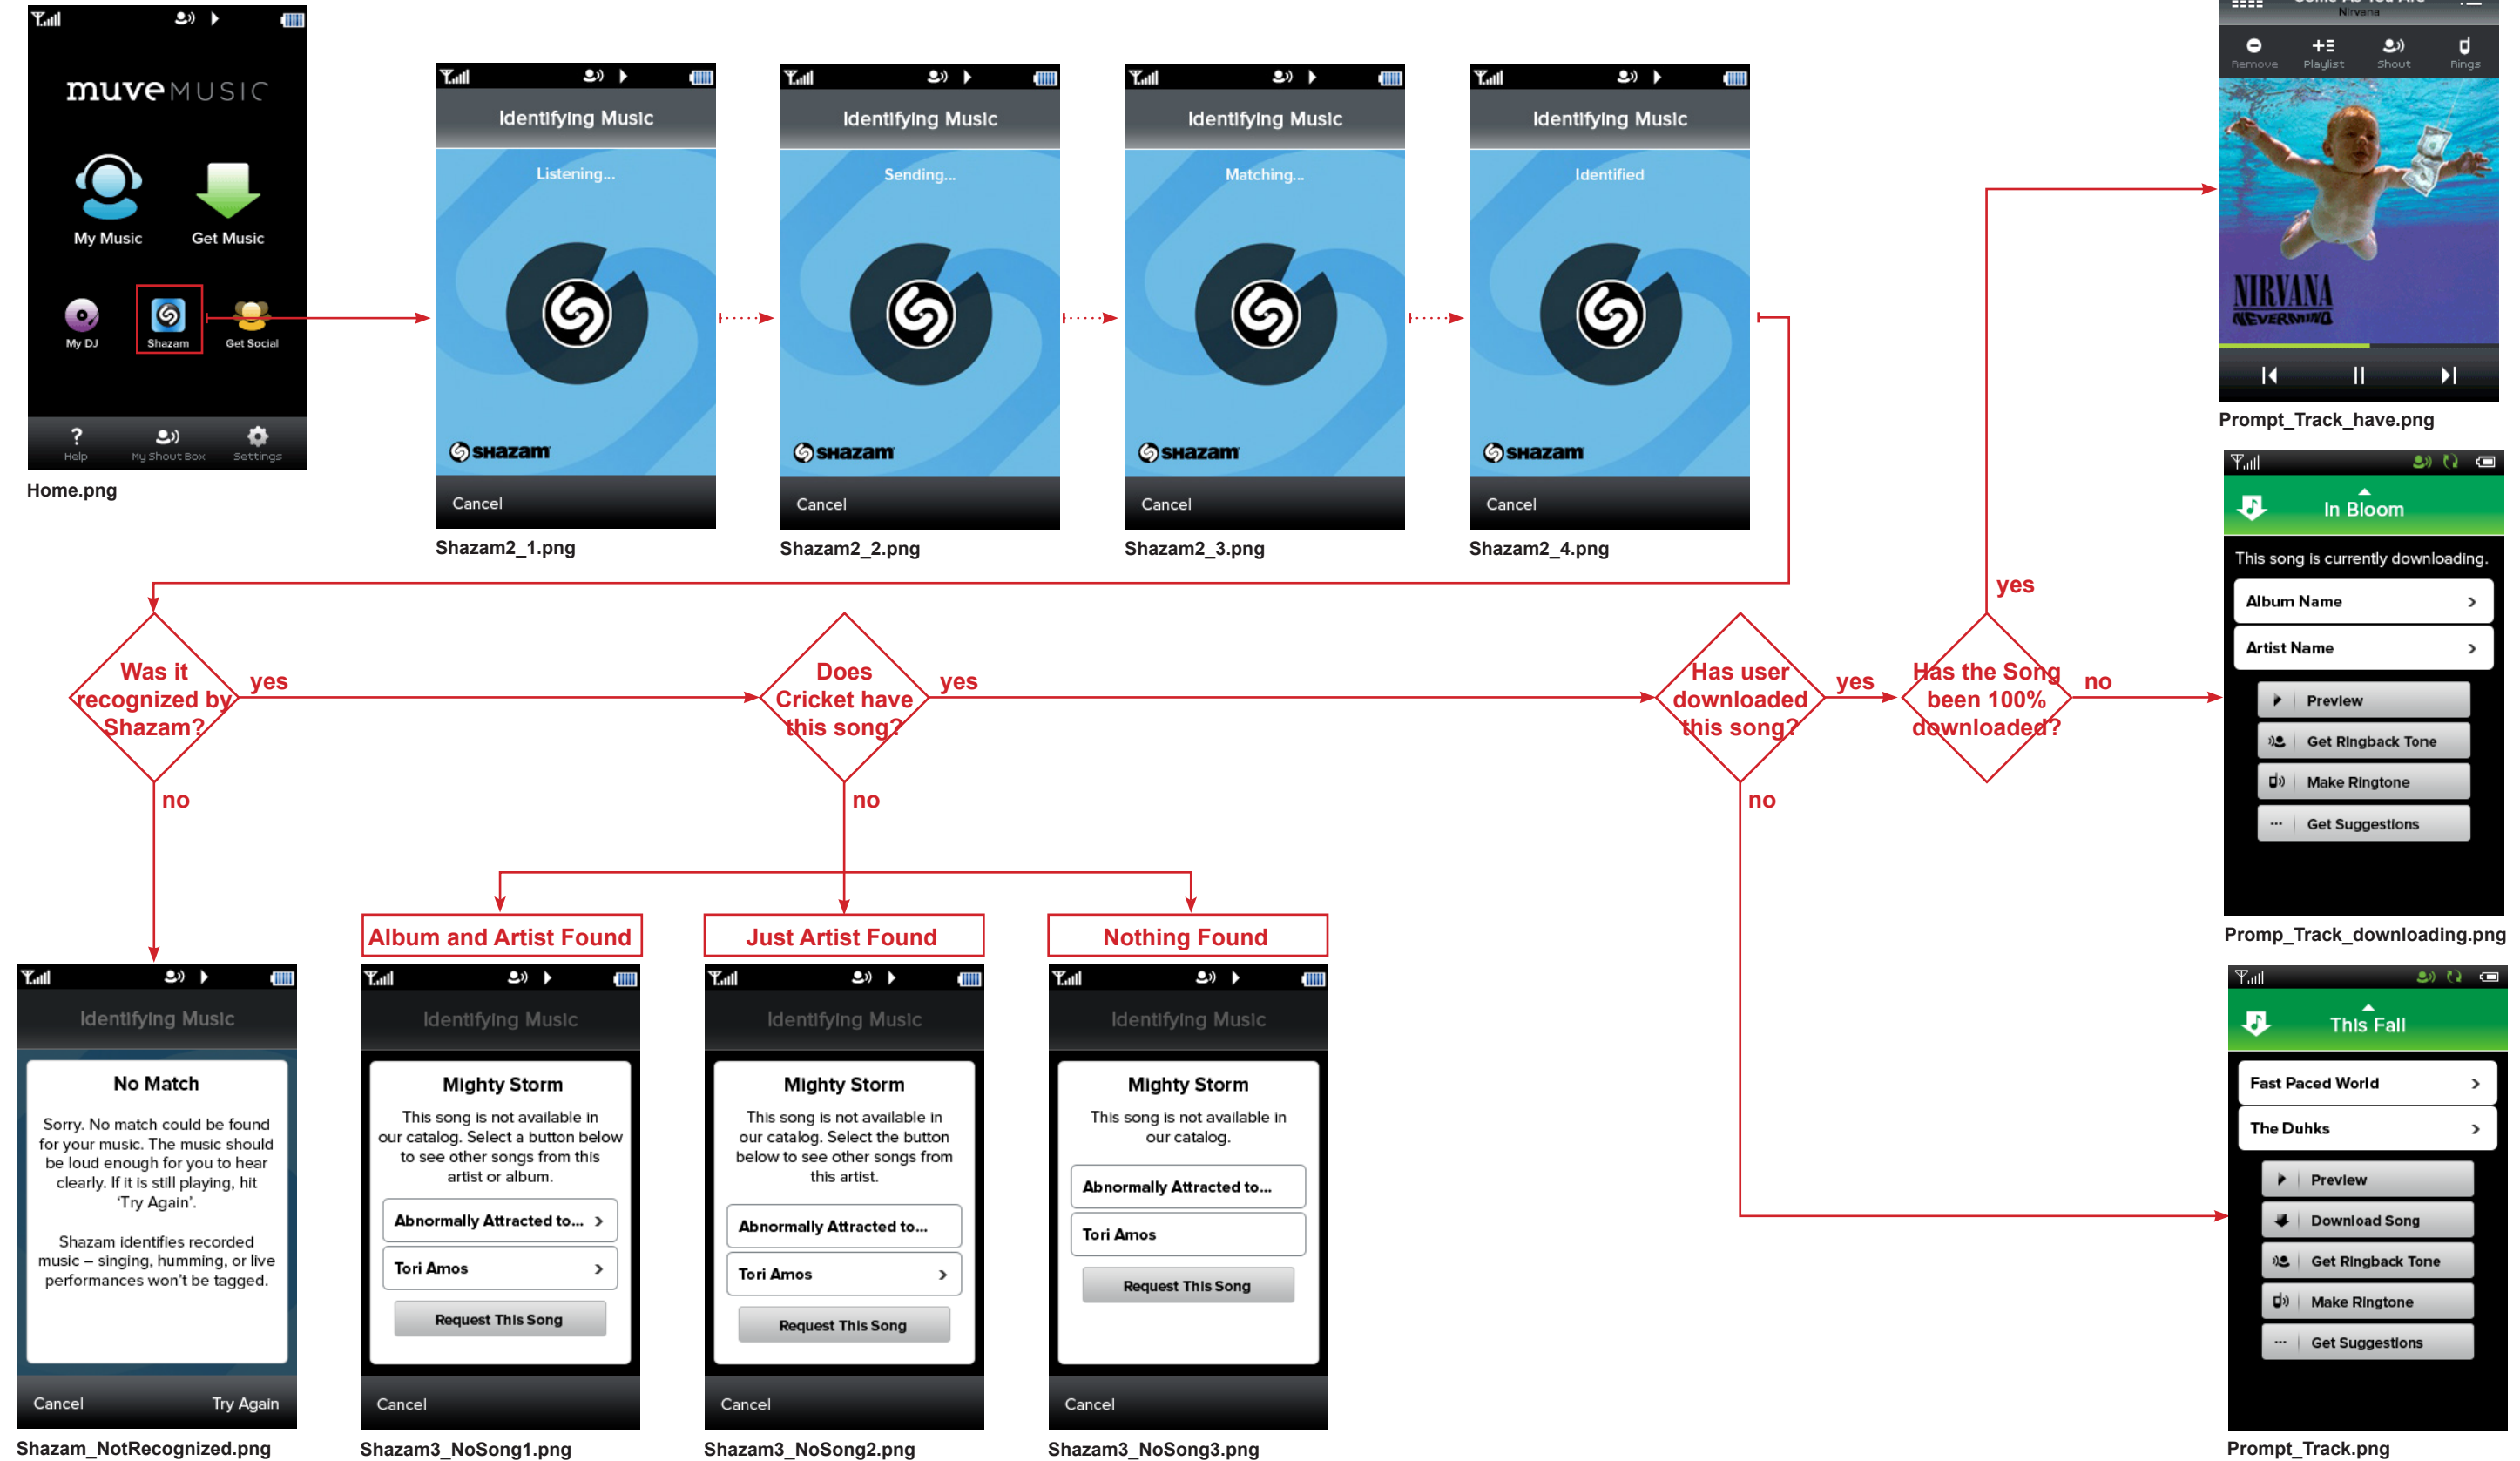 muveMUSIC
My Music
Get Music
My DJ
Shazam
Get Social
Help
My Shout Box
Settings
Home.png
Identifying Music
Listening...
SHAZAM
Cancel
Shazam2_1.png
Identifying Music
Sending...
SHAZAM
Cancel
Shazam2_2.png
Identifying Music
Matching...
SHAZAM
Cancel
Shazam2_3.png
Identifying Music
Identified
SHAZAM
Cancel
Shazam2_4.png
Come As You Are
Nirvana
Remove
Playlist
Shout
Rings
NIRVANA
NEVERMIND
Prompt_Track_have.png
In Bloom
This song is currently downloading.
Album Name
Artist Name
Preview
Get Ringback Tone
Make Ringtone
Get Suggestions
Promp_Track_downloading.png
Was it
recognized by
Shazam?
yes
no
Does
Cricket have
this song?
yes
no
Has user
downloaded
this song?
yes
no
Has the Song
been 100%
downloaded?
yes
no
Album and Artist Found
Just Artist Found
Nothing Found
Identifying Music
No Match
Sorry. No match could be found
for your music. The music should
be loud enough for you to hear
clearly. If it is still playing, hit
‘Try Again’.
Shazam identifies recorded
music – singing, humming, or live
performances won’t be tagged.
Cancel
Try Again
Shazam_NotRecognized.png
Identifying Music
Mighty Storm
This song is not available in
our catalog. Select a button below
to see other songs from this
artist or album.
Abnormally Attracted to...
Tori Amos
Request This Song
Cancel
Shazam3_NoSong1.png
Identifying Music
Mighty Storm
This song is not available in
our catalog. Select the button
below to see other songs from
this artist.
Abnormally Attracted to...
Tori Amos
Request This Song
Cancel
Shazam3_NoSong2.png
Identifying Music
Mighty Storm
This song is not available in
our catalog.
Abnormally Attracted to...
Tori Amos
Request This Song
Cancel
Shazam3_NoSong3.png
This Fall
Fast Paced World
The Duhks
Preview
Download Song
Get Ringback Tone
Make Ringtone
Get Suggestions
Prompt_Track.png